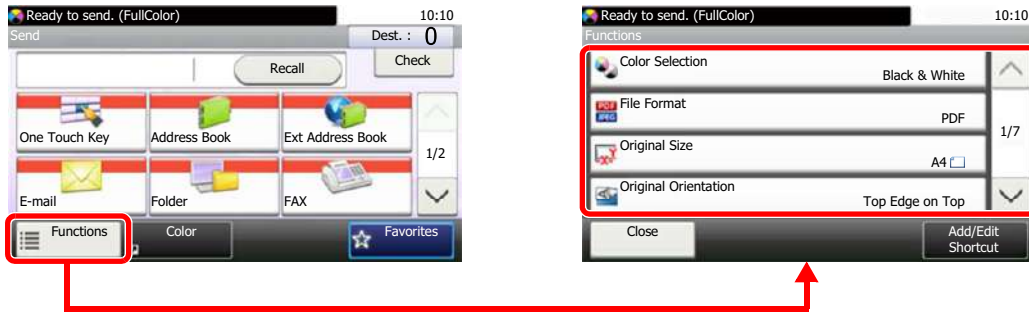 Ready to send. (FullColor) 10:10
Send Dest. : 0
Recall Check
One Touch Key Address Book Ext Address Book
1/2
E-mail Folder FAX
Functions Color Favorites
Ready to send. (FullColor) 10:10
Functions
Color Selection
Black & White
PDF JPEG File Format
PDF
1/7
Original Size
A4
Original Orientation
Top Edge on Top
Close Add/Edit
Shortcut